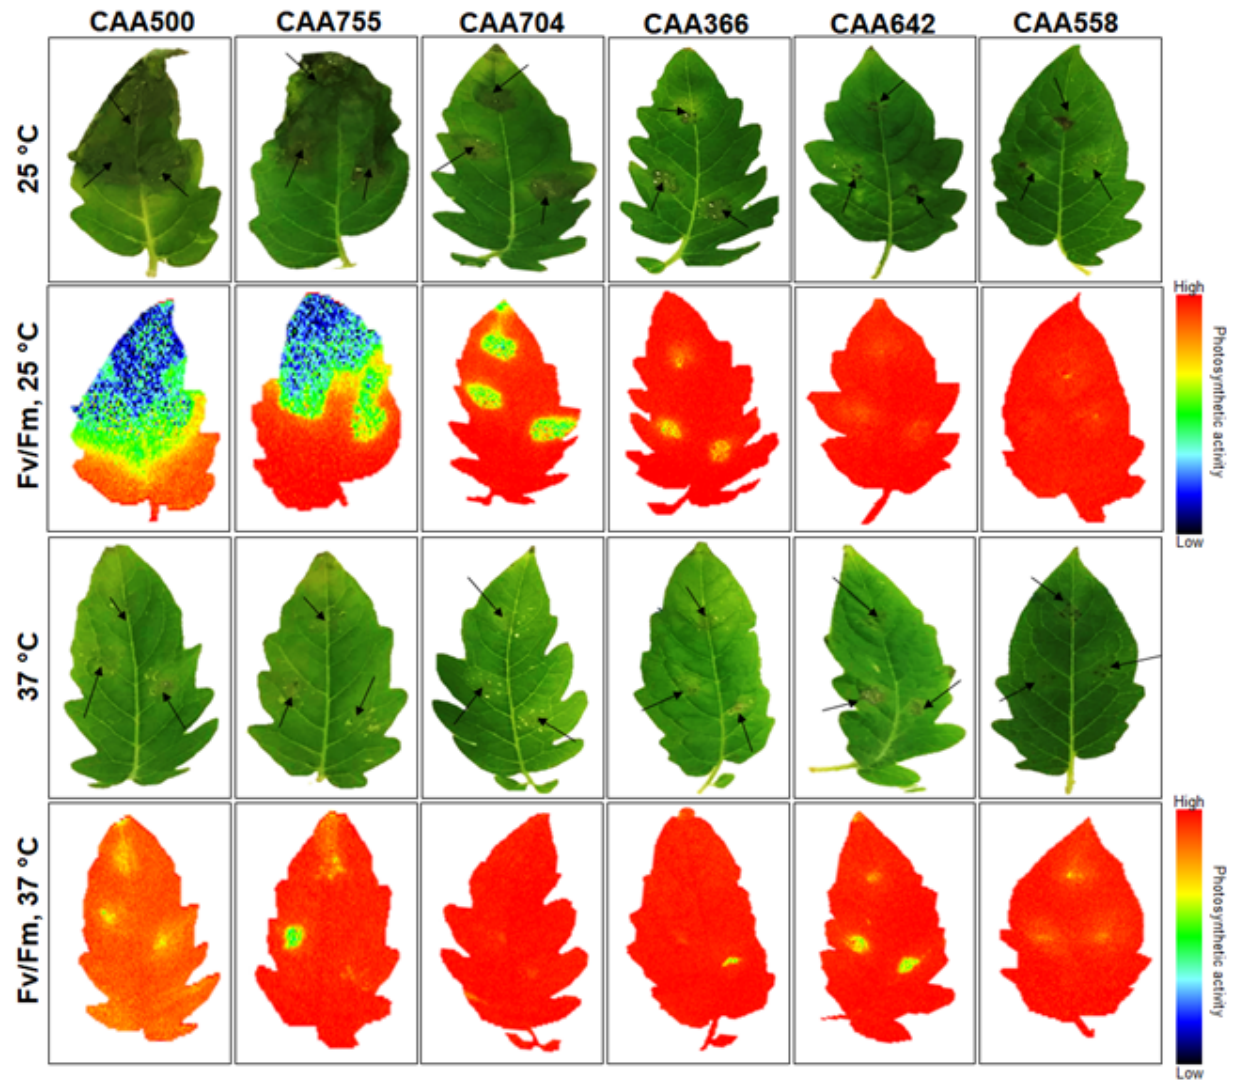 CAA500 CAA755 CAA704 CAA366 CAA642 CAA558
25 °C
Fv/Fm, 25 °C
High
Photosynthetic activity
Low
37 °C
Fv/Fm, 37 °C
High
Photosynthetic activity
Low